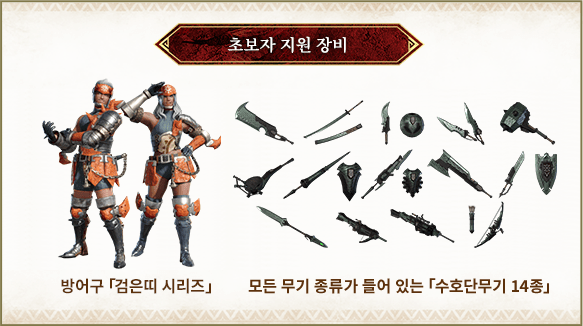 초보자 지원 장비
방어구 「검은띠 시리즈」
모든 무기 종류가 들어 있는 「수호단무기 14종」